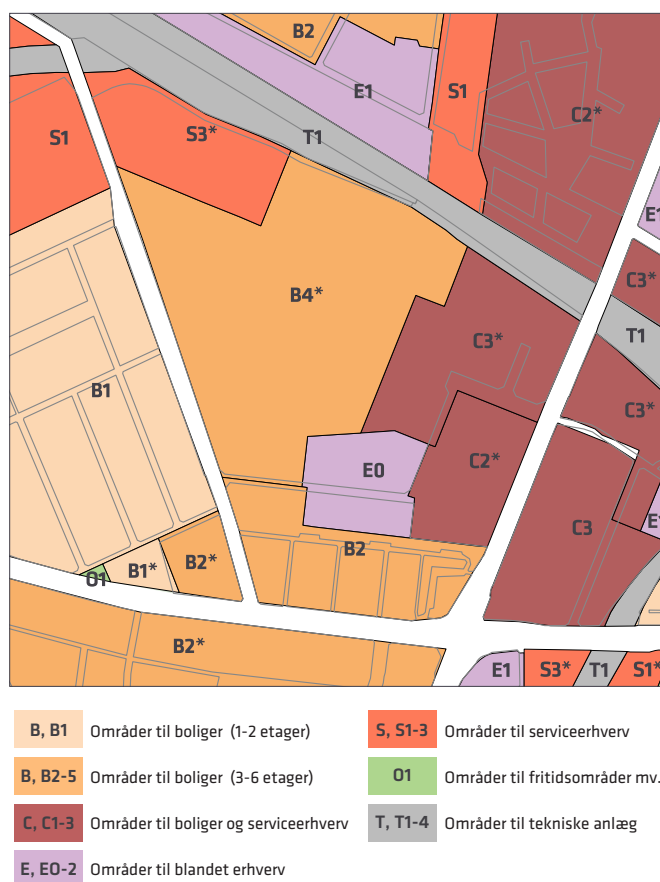 B2
E1
S1
C2*
S3*
T1
S1
E1
C3*
B4*
T1
C3*
B1
C3*
E0
C2*
C3
E1
B2
B2*
B1*
O1
B2*
E1
S3*
T1
S1*
B, B1 Områder til boliger (1-2 etager)
S, S1-3 Områder til serviceerhverv
B, B2-5 Områder til boliger (3-6 etager)
O1 Områder til fritidsområder mv.
C, C1-3 Områder til boliger og serviceerhverv
T, T1-4 Områder til tekniske anlæg
E, E0-2 Områder til blandet erhverv